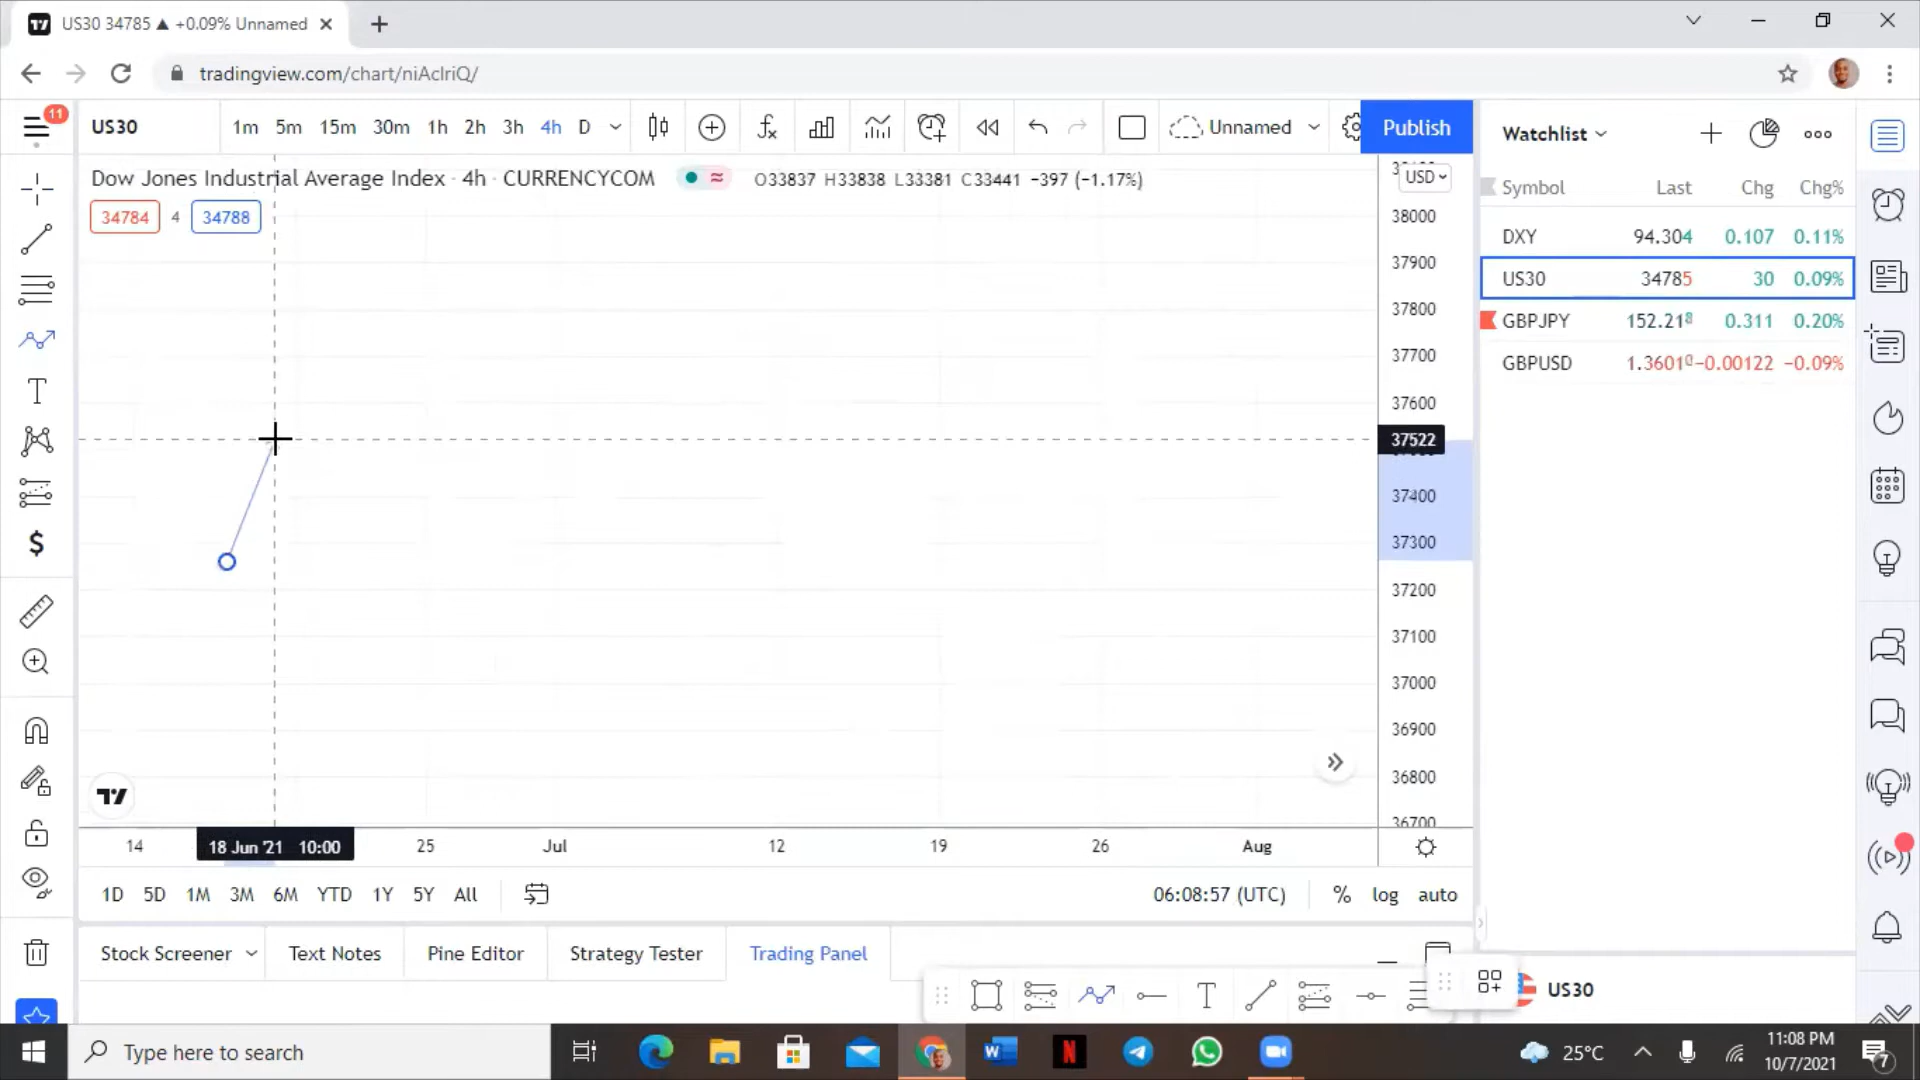 US30 34785 ▲ +0.09% Unnamed
tradingview.com/chart/niAclriQ/
11
US30
1m 5m 15m 30m 1h 2h 3h 4h D
Unnamed
Publish
Dow Jones Industrial Average Index · 4h · CURRENCYCOM
O33837 H33838 L33381 C33441 −397 (−1.17%)
34784 4 34788
USD
38000
37900
37800
37700
37600
37522
37400
37300
37200
37100
37000
36900
36800
36700
14
18 Jun '21 10:00
25 Jul 12 19 26 Aug
1D 5D 1M 3M 6M YTD 1Y 5Y All
06:08:57 (UTC) % log auto
Stock Screener Text Notes Pine Editor Strategy Tester Trading Panel
Watchlist
Symbol Last Chg Chg%
DXY 94.304 0.107 0.11%
US30 34785 30 0.09%
GBPJPY 152.218 0.311 0.20%
GBPUSD 1.36010 −0.00122 −0.09%
US30
Type here to search
25°C
11:08 PM
10/7/2021
7